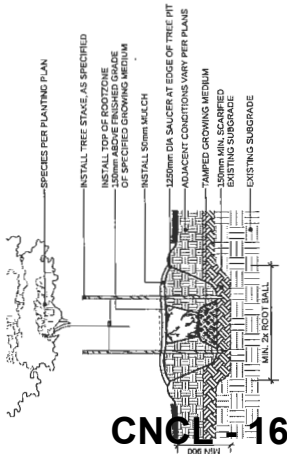 SPECIES PER PLANTING PLAN
INSTALL TREE STAKE, AS SPECIFIED
INSTALL TOP OF ROOTZONE
150mm ABOVE FINISHED GRADE
OF SPECIFIED GROWING MEDIUM
INSTALL 50mm MULCH
1250mm DIA SAUCER AT EDGE OF TREE PIT
ADJACENT CONDITIONS VARY PER PLANS
TAMPED GROWING MEDIUM
150mm MIN. SCARIFIED
EXISTING SUBGRADE
EXISTING SUBGRADE
MIN. 2x ROOT BALL
MIN 900
CNCL - 16